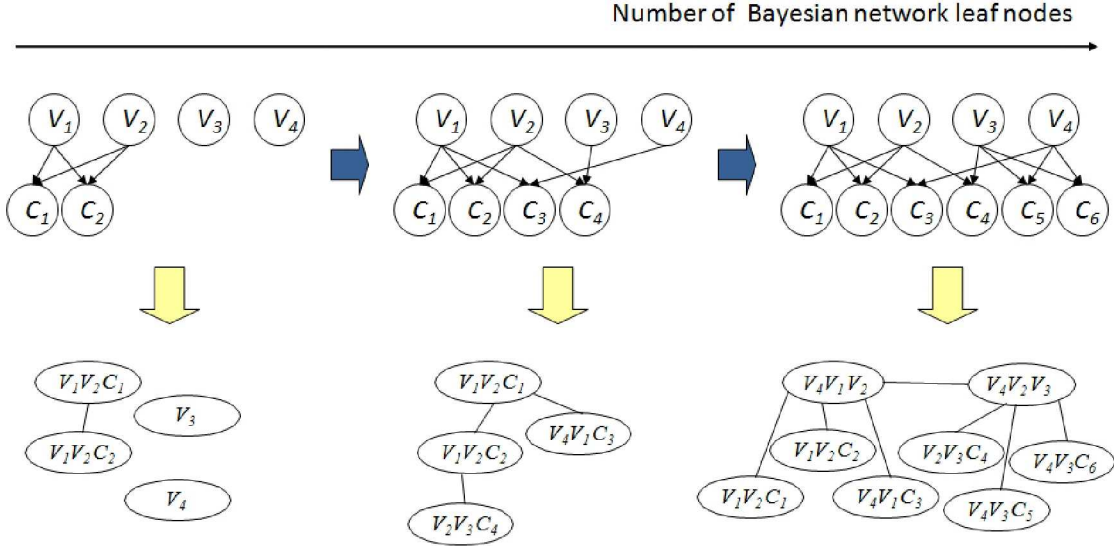 Number of Bayesian network leaf nodes
V₁ V₂ V₃ V₄ V₁ V₂ V₃ V₄ V₁ V₂ V₃ V₄
C₁ C₂ C₁ C₂ C₃ C₄ C₁ C₂ C₃ C₄ C₅ C₆
V₁V₂C₁ V₁V₂C₁ V₄V₁V₂ V₄V₂V₃
V₃ V₄V₁C₃
V₁V₂C₂ V₁V₂C₂ V₁V₂C₂ V₂V₃C₄ V₄V₃C₆
V₄ V₁V₂C₁ V₄V₁C₃
V₂V₃C₄ V₄V₃C₅